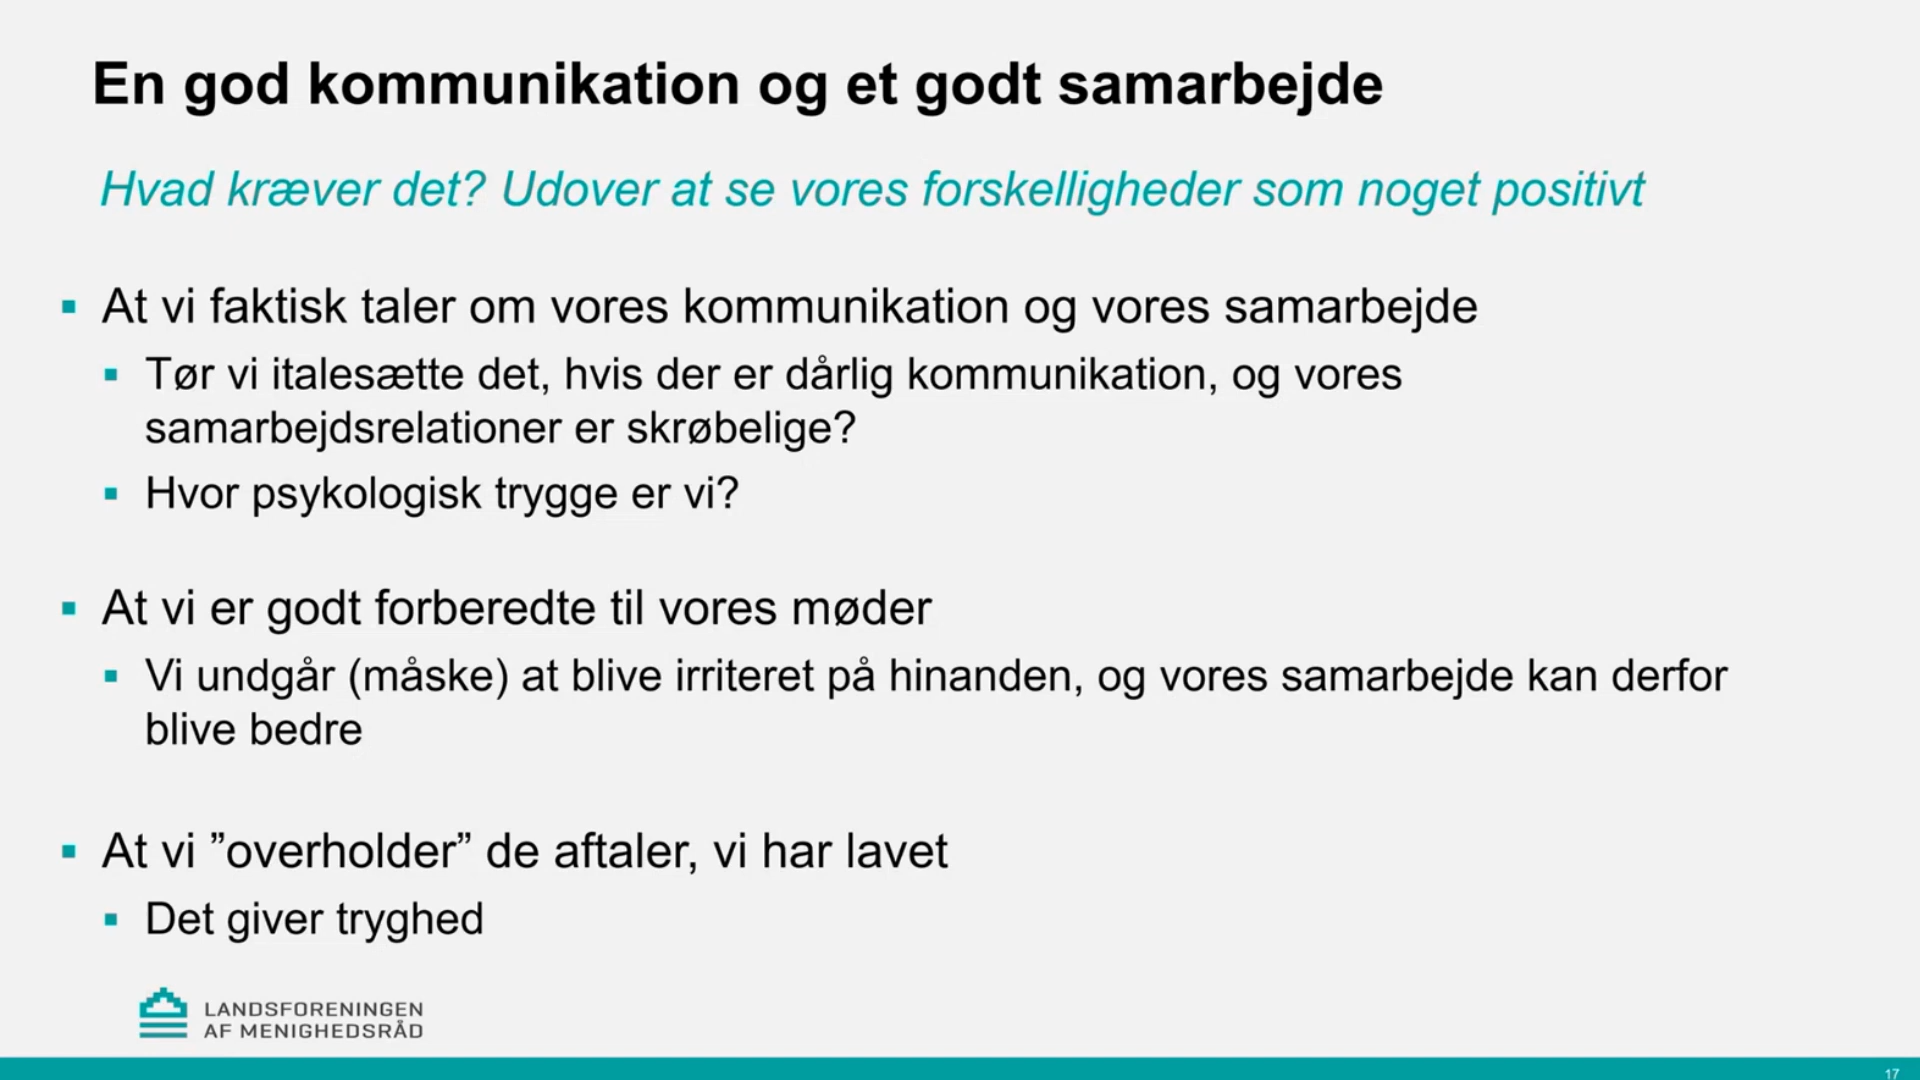 En god kommunikation og et godt samarbejde
Hvad kræver det? Udover at se vores forskelligheder som noget positivt
▪ At vi faktisk taler om vores kommunikation og vores samarbejde
▪ Tør vi italesætte det, hvis der er dårlig kommunikation, og vores
samarbejdsrelationer er skrøbelige?
▪ Hvor psykologisk trygge er vi?
▪ At vi er godt forberedte til vores møder
▪ Vi undgår (måske) at blive irriteret på hinanden, og vores samarbejde kan derfor
blive bedre
▪ At vi ”overholder” de aftaler, vi har lavet
▪ Det giver tryghed
LANDSFORENINGEN
AF MENIGHEDSRÅD
17